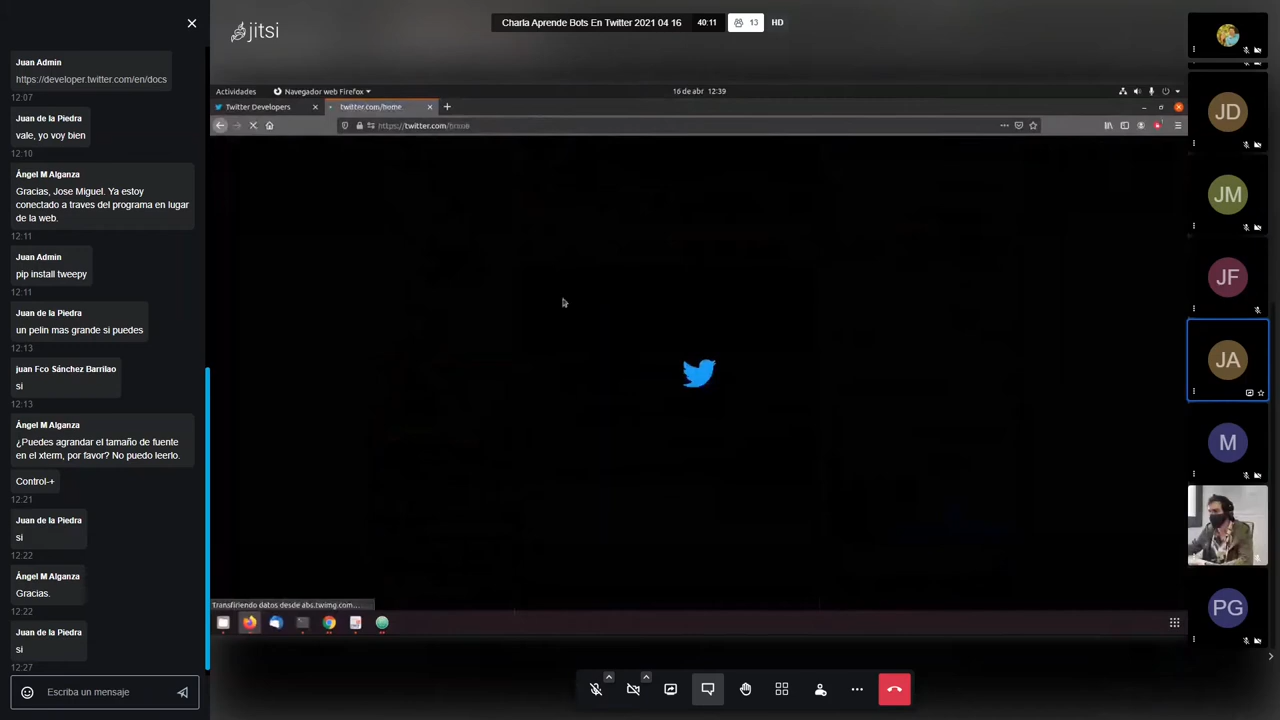 Juan Admin
https://developer.twitter.com/en/docs
12:07
Juan de la Piedra
vale, yo voy bien
12:10
Ángel M Alganza
Gracias, Jose Miguel. Ya estoy
conectado a traves del programa en lugar
de la web.
12:11
Juan Admin
pip install tweepy
12:11
Juan de la Piedra
un pelin mas grande si puedes
12:13
juan Fco Sánchez Barrilao
si
12:13
Ángel M Alganza
¿Puedes agrandar el tamaño de fuente
en el xterm, por favor? No puedo leerlo.
Control-+
12:21
Juan de la Piedra
si
12:22
Ángel M Alganza
Gracias.
12:22
Juan de la Piedra
si
12:27
Escriba un mensaje
jitsi
Charla Aprende Bots En Twitter 2021 04 16
40:11
13
HD
Actividades
Navegador web Firefox
16 de abr 12:39
Twitter Developers
twitter.com/home
https://twitter.com/
Transfiriendo datos desde abs.twimg.com...
JD
JM
JF
JA
M
PG